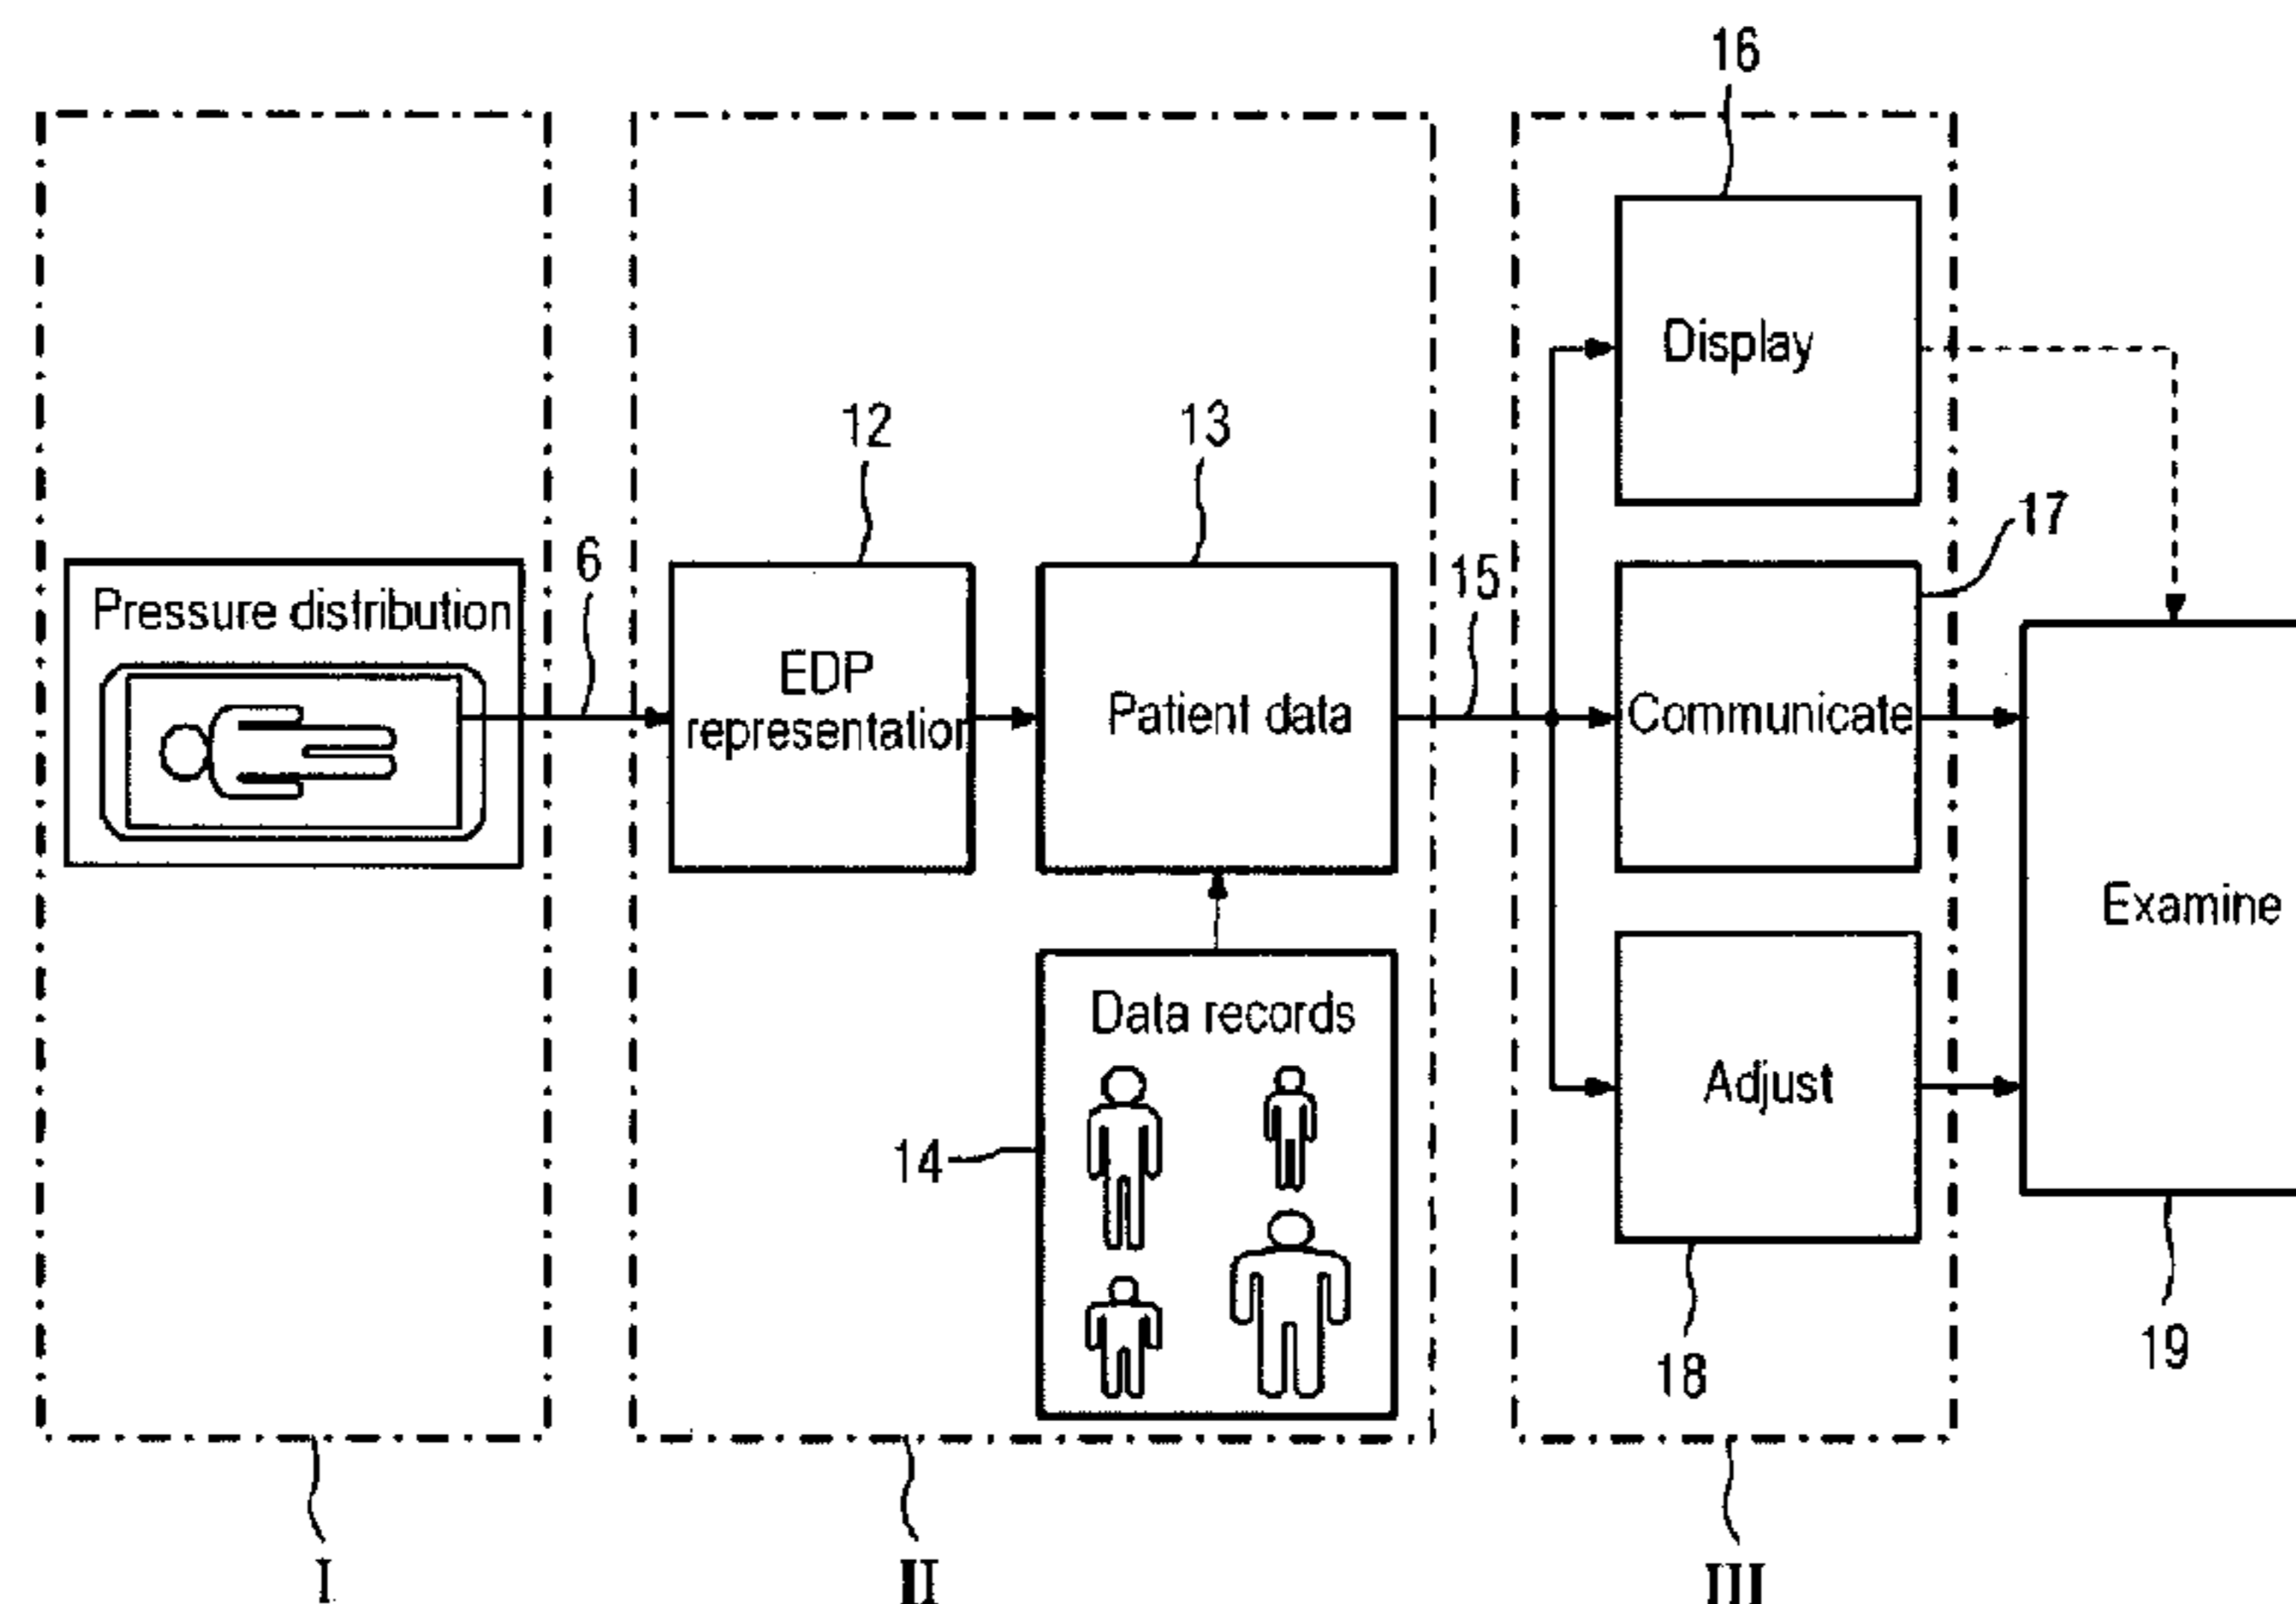 16
12
13
17
6
15
Pressure distribution
Display
EDP
representation
Patient data
Communicate
Examine
Data records
14
Adjust
18
19
I
II
III